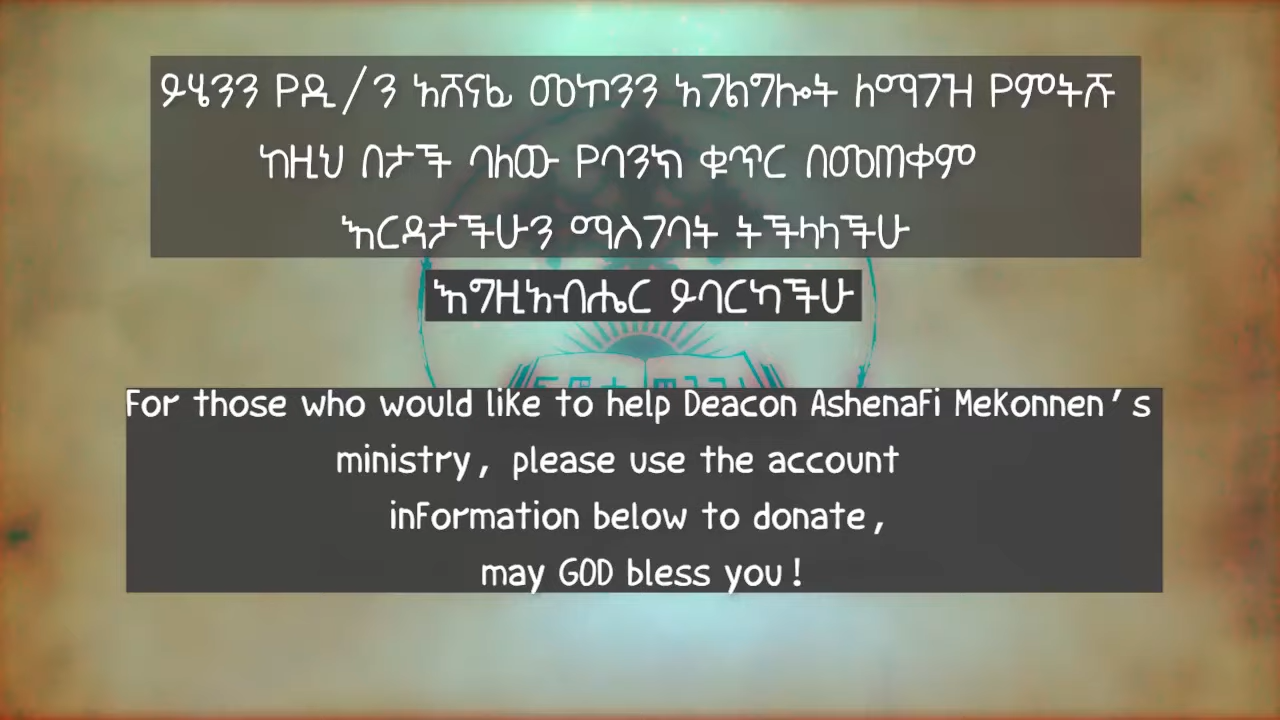 ይሄንን የዲ/ን አሸናፊ መኮንን አገልግሎት ለማገዝ የምትሹ
ከዚህ በታች ባለው የባንክ ቁጥር በመጠቀም
እርዳታችሁን ማስገባት ትችላላችሁ
እግዚአብሔር ይባርካችሁ
For those who would like to help Deacon Ashenafi Mekonnen's
ministry, please use the account
information below to donate,
may GOD bless you!